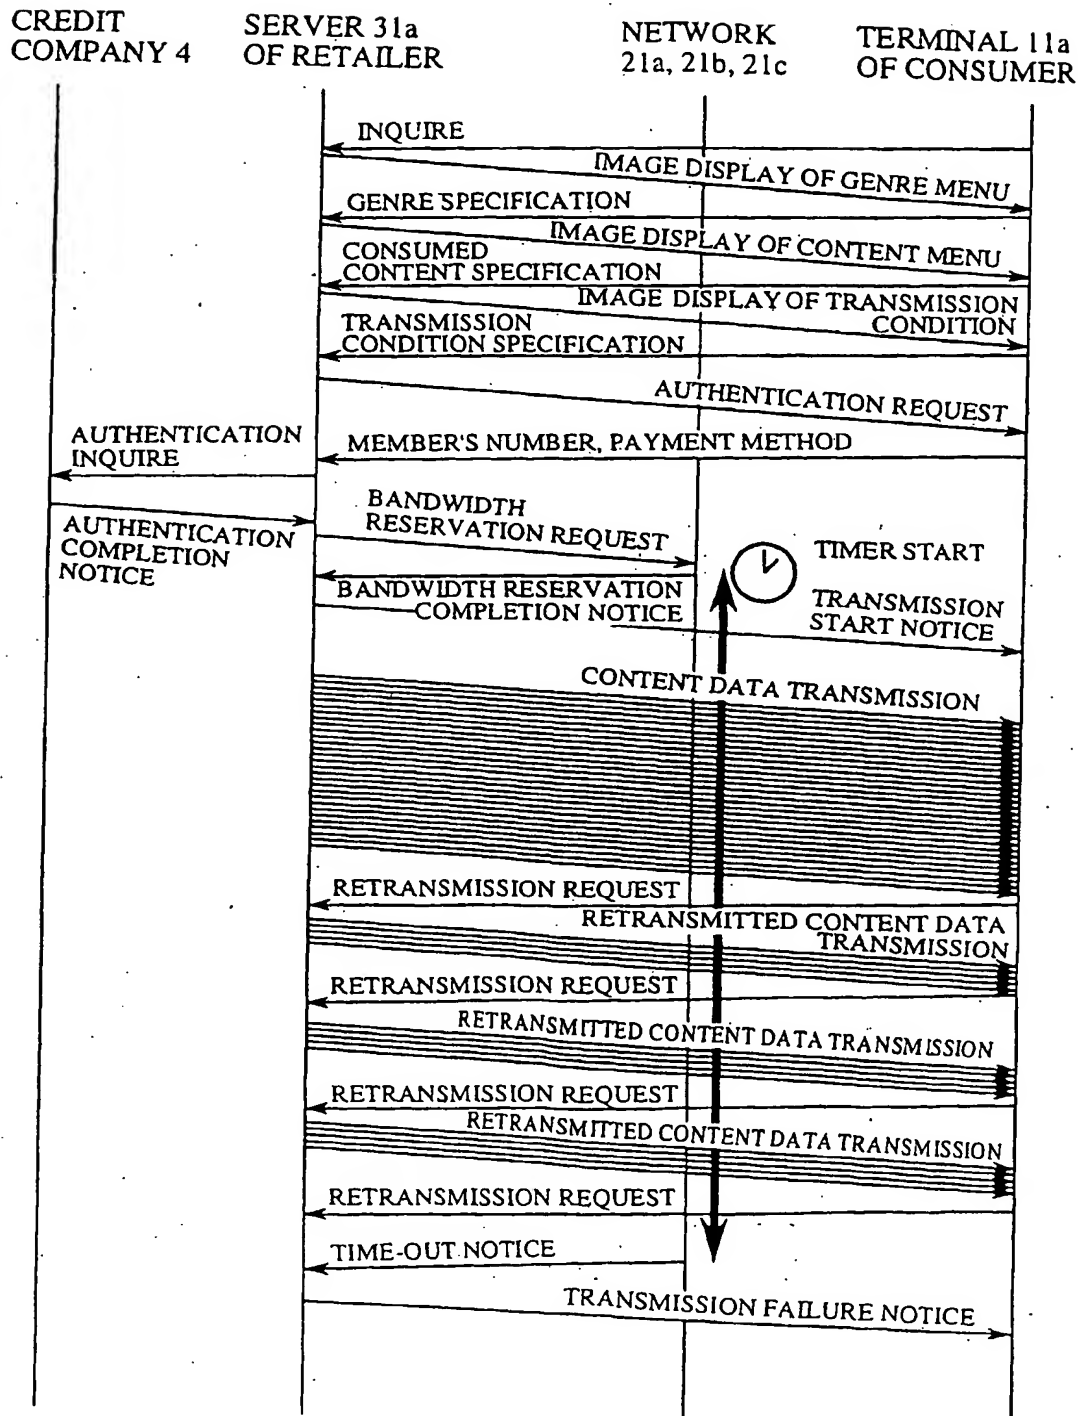 CREDIT
COMPANY 4
SERVER 31a
OF RETAILER
NETWORK
21a, 21b, 21c
TERMINAL 11a
OF CONSUMER
INQUIRE
IMAGE DISPLAY OF GENRE MENU
GENRE SPECIFICATION
IMAGE DISPLAY OF CONTENT MENU
CONSUMED
CONTENT SPECIFICATION
IMAGE DISPLAY OF TRANSMISSION
CONDITION
TRANSMISSION
CONDITION SPECIFICATION
AUTHENTICATION REQUEST
MEMBER'S NUMBER, PAYMENT METHOD
AUTHENTICATION
INQUIRE
AUTHENTICATION
COMPLETION
NOTICE
BANDWIDTH
RESERVATION REQUEST
TIMER START
BANDWIDTH RESERVATION
COMPLETION NOTICE
TRANSMISSION
START NOTICE
CONTENT DATA TRANSMISSION
RETRANSMISSION REQUEST
RETRANSMITTED CONTENT DATA
TRANSMISSION
RETRANSMISSION REQUEST
RETRANSMITTED CONTENT DATA TRANSMISSION
RETRANSMISSION REQUEST
RETRANSMITTED CONTENT DATA TRANSMISSION
RETRANSMISSION REQUEST
TIME-OUT NOTICE
TRANSMISSION FAILURE NOTICE